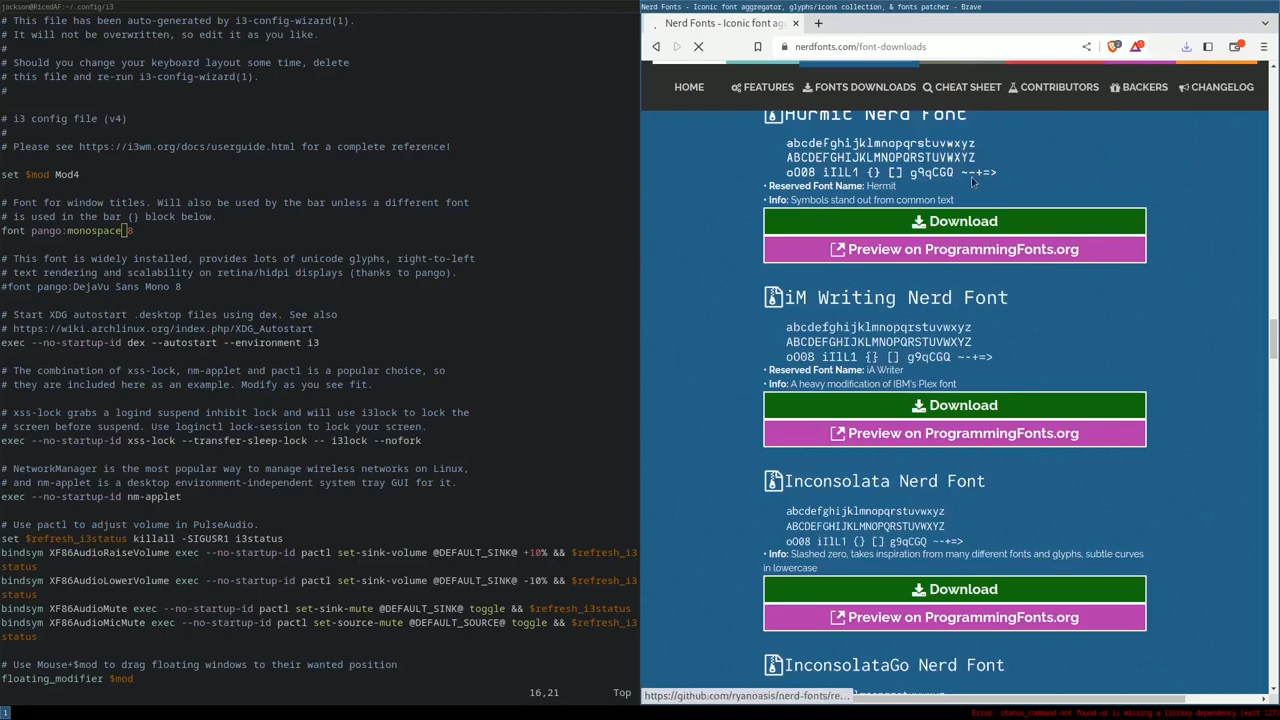 jackson@RicedAF:~/.config/i3
# This file has been auto-generated by i3-config-wizard(1).
# It will not be overwritten, so edit it as you like.
#
# Should you change your keyboard layout some time, delete
# this file and re-run i3-config-wizard(1).
#
# i3 config file (v4)
#
# Please see https://i3wm.org/docs/userguide.html for a complete reference!
set $mod Mod4
# Font for window titles. Will also be used by the bar unless a different font
# is used in the bar {} block below.
font pango:monospace 8
# This font is widely installed, provides lots of unicode glyphs, right-to-left
# text rendering and scalability on retina/hidpi displays (thanks to pango).
#font pango:DejaVu Sans Mono 8
# Start XDG autostart .desktop files using dex. See also
# https://wiki.archlinux.org/index.php/XDG_Autostart
exec --no-startup-id dex --autostart --environment i3
# The combination of xss-lock, nm-applet and pactl is a popular choice, so
# they are included here as an example. Modify as you see fit.
# xss-lock grabs a logind suspend inhibit lock and will use i3lock to lock the
# screen before suspend. Use loginctl lock-session to lock your screen.
exec --no-startup-id xss-lock --transfer-sleep-lock -- i3lock --nofork
# NetworkManager is the most popular way to manage wireless networks on Linux,
# and nm-applet is a desktop environment-independent system tray GUI for it.
exec --no-startup-id nm-applet
# Use pactl to adjust volume in PulseAudio.
set $refresh_i3status killall -SIGUSR1 i3status
bindsym XF86AudioRaiseVolume exec --no-startup-id pactl set-sink-volume @DEFAULT_SINK@ +10% && $refresh_i3
status
bindsym XF86AudioLowerVolume exec --no-startup-id pactl set-sink-volume @DEFAULT_SINK@ -10% && $refresh_i3
status
bindsym XF86AudioMute exec --no-startup-id pactl set-sink-mute @DEFAULT_SINK@ toggle && $refresh_i3status
bindsym XF86AudioMicMute exec --no-startup-id pactl set-source-mute @DEFAULT_SOURCE@ toggle && $refresh_i3
status
# Use Mouse+$mod to drag floating windows to their wanted position
floating_modifier $mod
16,21 Top
1
Nerd Fonts - Iconic font aggregator, glyphs/icons collection, & fonts patcher - Brave
Nerd Fonts - Iconic font agg
nerdfonts.com/font-downloads
HOME FEATURES FONTS DOWNLOADS CHEAT SHEET CONTRIBUTORS BACKERS CHANGELOG
Hurmit Nerd Font
abcdefghijklmnopqrstuvwxyz
ABCDEFGHIJKLMNOPQRSTUVWXYZ
oO08 iIlL1 {} [] g9qCGQ ~-+=>
• Reserved Font Name: Hermit
• Info: Symbols stand out from common text
Download
Preview on ProgrammingFonts.org
iM Writing Nerd Font
abcdefghijklmnopqrstuvwxyz
ABCDEFGHIJKLMNOPQRSTUVWXYZ
oO08 iIlL1 {} [] g9qCGQ ~-+=>
• Reserved Font Name: iA Writer
• Info: A heavy modification of IBM's Plex font
Download
Preview on ProgrammingFonts.org
Inconsolata Nerd Font
abcdefghijklmnopqrstuvwxyz
ABCDEFGHIJKLMNOPQRSTUVWXYZ
oO08 iIlL1 {} [] g9qCGQ ~-+=>
• Info: Slashed zero, takes inspiration from many different fonts and glyphs, subtle curves
in lowercase
Download
Preview on ProgrammingFonts.org
InconsolataGo Nerd Font
https://github.com/ryanoasis/nerd-fonts/re...
Error: status_command not found or is missing a library dependency (exit 127)